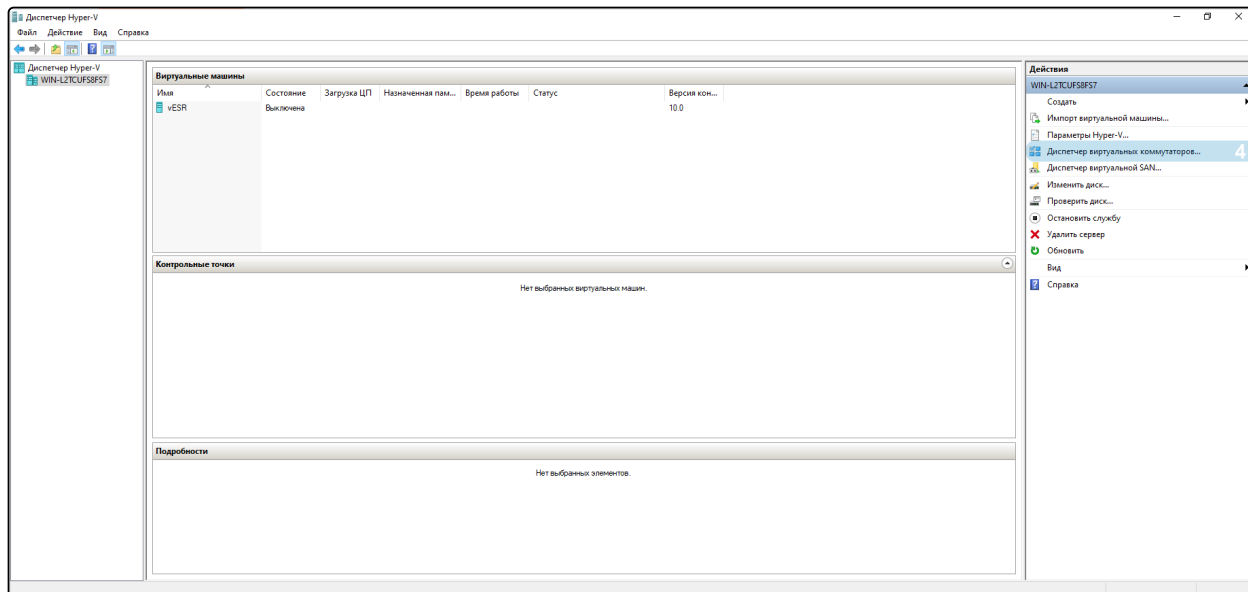 Диспетчер Hyper-V
Файл Действие Вид Справка
Диспетчер Hyper-V
WIN-L2TCUFS8FS7
Виртуальные машины
Имя Состояние Загрузка ЦП Назначенная пам... Время работы Статус Версия кон...
vESR Выключена 10.0
Контрольные точки
Нет выбранных виртуальных машин.
Подробности
Нет выбранных элементов.
Действия
WIN-L2TCUFS8FS7
Создать
Импорт виртуальной машины...
Параметры Hyper-V...
Диспетчер виртуальных коммутаторов... 4
Диспетчер виртуальной SAN...
Изменить диск...
Проверить диск...
Остановить службу
Удалить сервер
Обновить
Вид
Справка